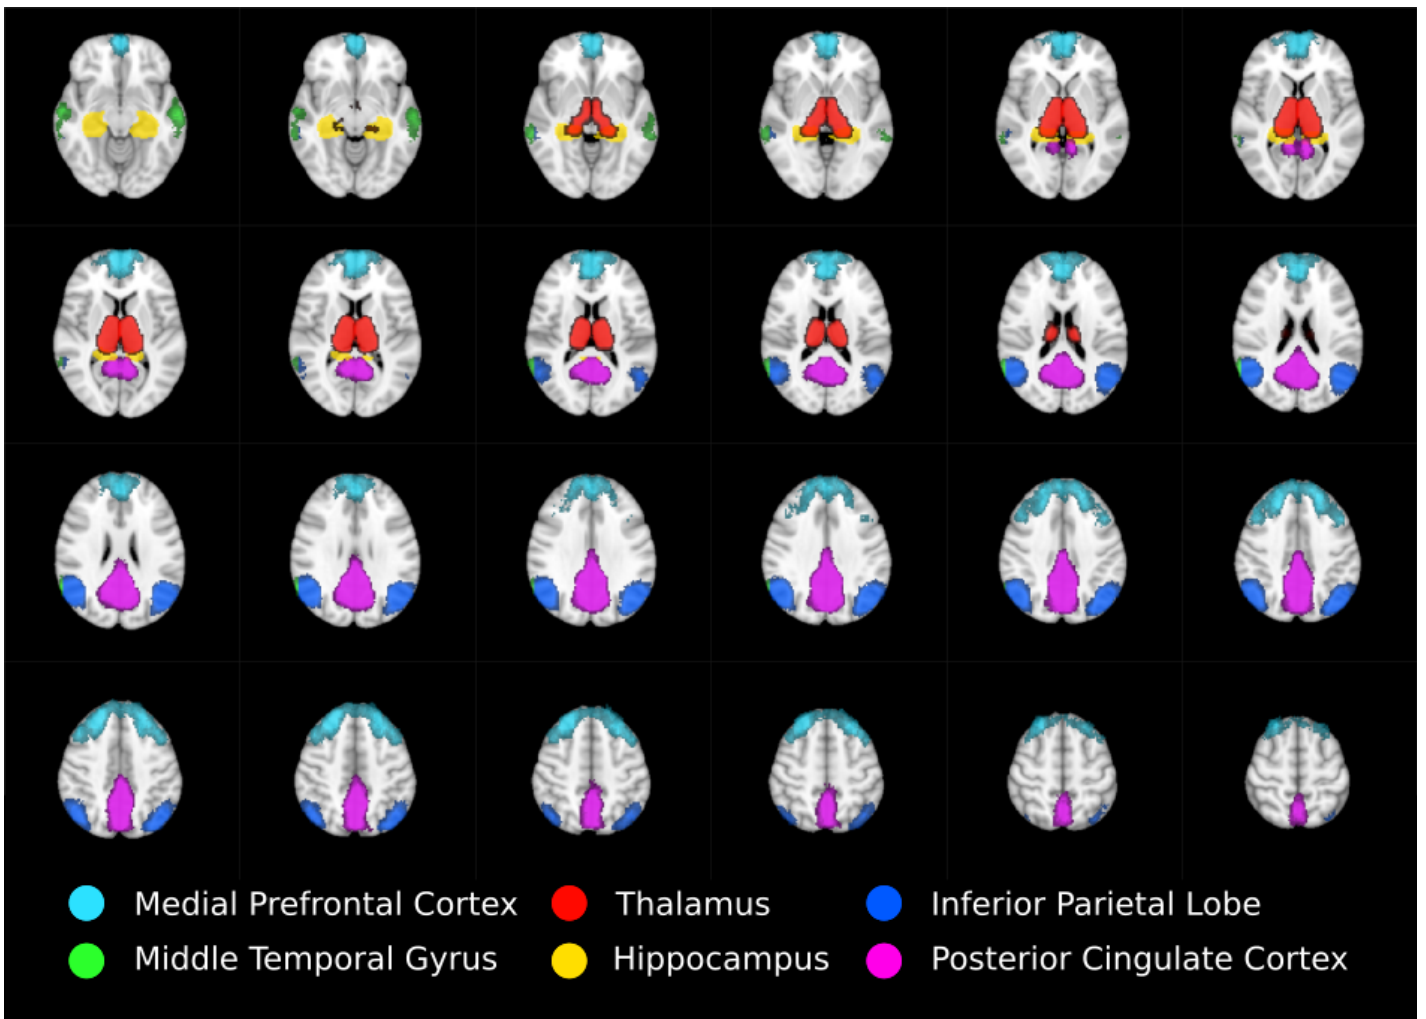 Medial Prefrontal Cortex
Thalamus
Inferior Parietal Lobe
Middle Temporal Gyrus
Hippocampus
Posterior Cingulate Cortex